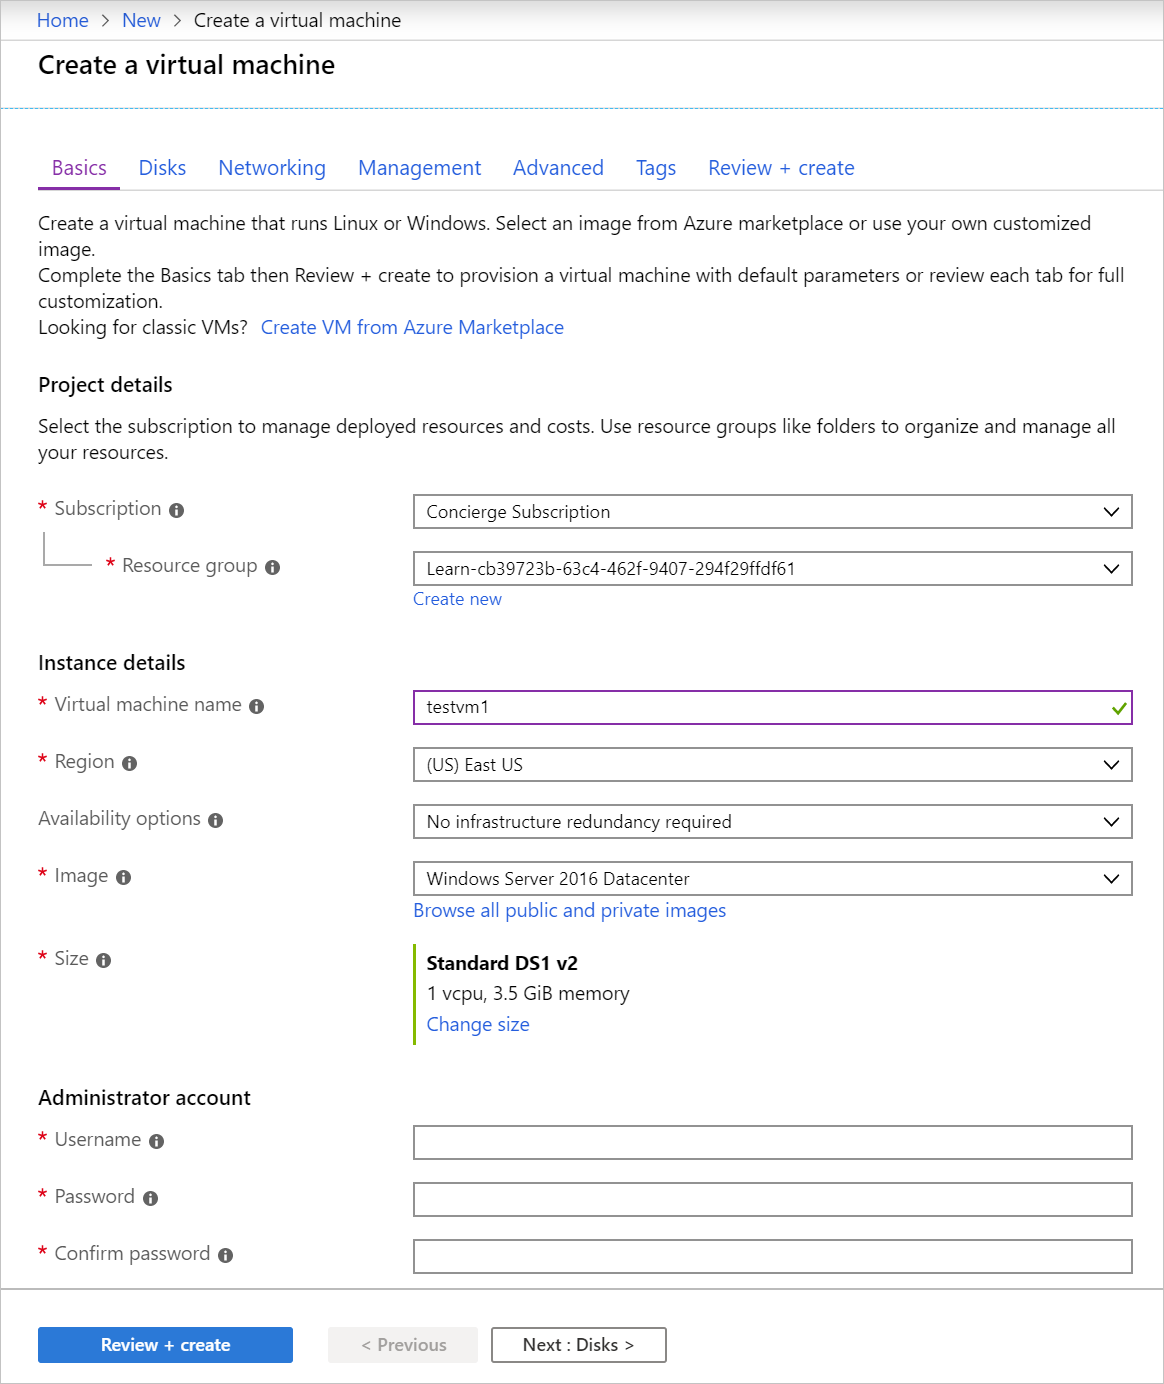 Home > New > Create a virtual machine
Create a virtual machine
Basics Disks Networking Management Advanced Tags Review + create
Create a virtual machine that runs Linux or Windows. Select an image from Azure marketplace or use your own customized
image.
Complete the Basics tab then Review + create to provision a virtual machine with default parameters or review each tab for full
customization.
Looking for classic VMs? Create VM from Azure Marketplace
Project details
Select the subscription to manage deployed resources and costs. Use resource groups like folders to organize and manage all
your resources.
* Subscription Concierge Subscription
* Resource group Learn-cb39723b-63c4-462f-9407-294f29ffdf61
Create new
Instance details
* Virtual machine name testvm1
* Region (US) East US
Availability options No infrastructure redundancy required
* Image Windows Server 2016 Datacenter
Browse all public and private images
* Size Standard DS1 v2
1 vcpu, 3.5 GiB memory
Change size
Administrator account
* Username
* Password
* Confirm password
Review + create < Previous Next : Disks >